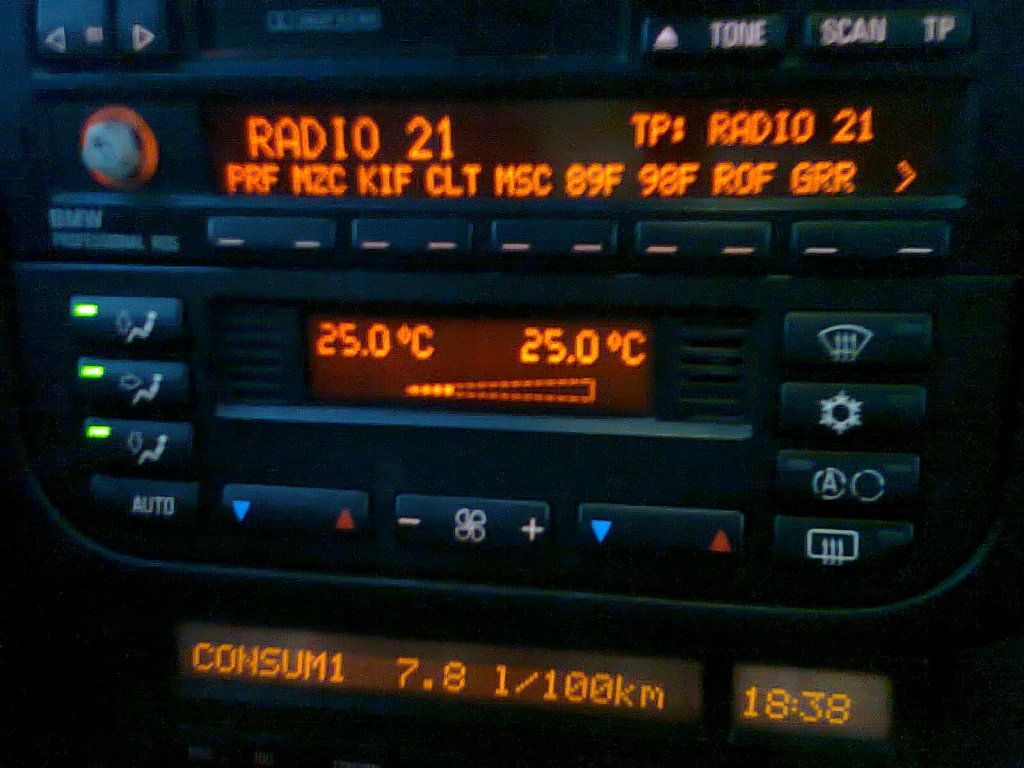 TONE SCAN TP
RADIO 21 TP: RADIO 21
PRF MZC KIF CLT MSC 89F 98F ROF GRR >
BMW
25.0°C 25.0°C
AUTO - +
CONSUM1 7.8 l/100km 18:38